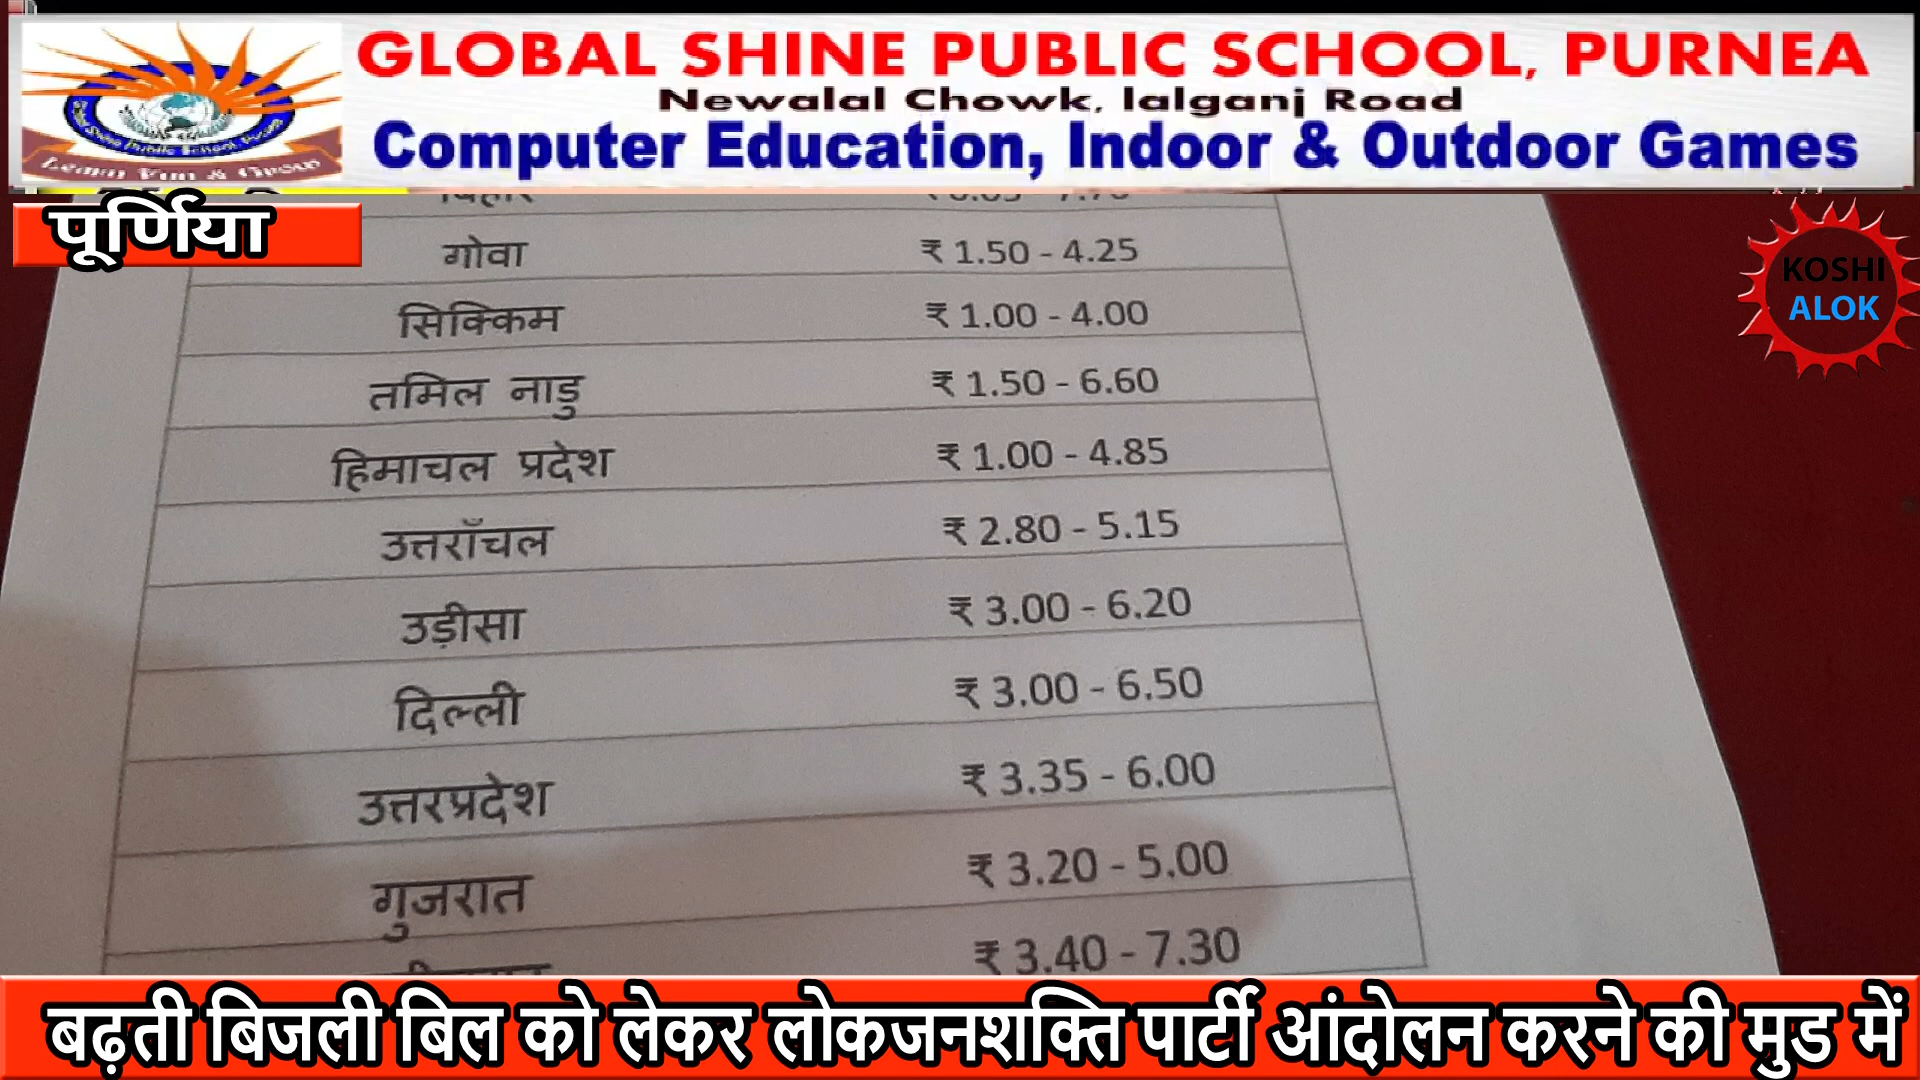 GLOBAL SHINE PUBLIC SCHOOL, PURNEA
Newalal Chowk, lalganj Road
Computer Education, Indoor & Outdoor Games
Learn Fun & Grow
पूर्णिया
KOSHI
ALOK
बिहार
गोवा ₹ 1.50 - 4.25
सिक्किम ₹ 1.00 - 4.00
तमिल नाडु ₹ 1.50 - 6.60
हिमाचल प्रदेश ₹ 1.00 - 4.85
उत्तराँचल ₹ 2.80 - 5.15
उड़ीसा ₹ 3.00 - 6.20
दिल्ली ₹ 3.00 - 6.50
उत्तरप्रदेश ₹ 3.35 - 6.00
गुजरात ₹ 3.20 - 5.00
₹ 3.40 - 7.30
बढ़ती बिजली बिल को लेकर लोकजनशक्ति पार्टी आंदोलन करने की मुड में